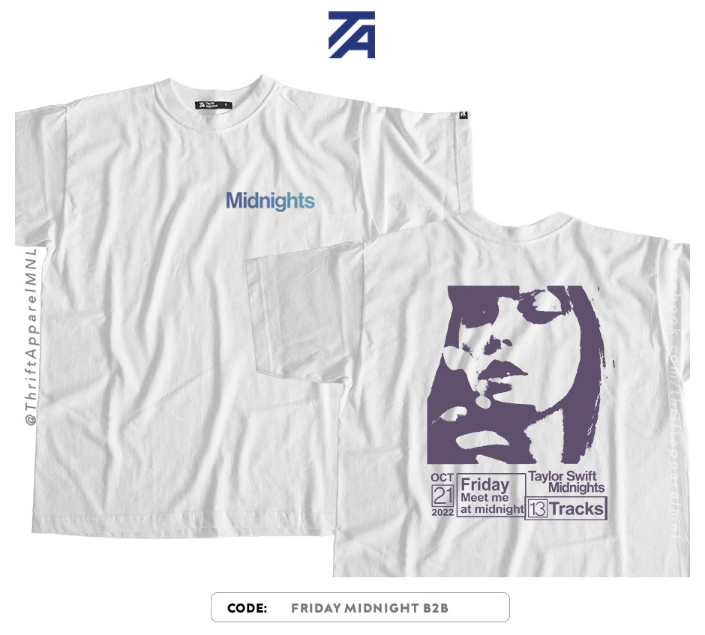 TA
Midnights
@ThriftApparelMNL
OCT
21
2022
Friday
Meet me
at midnight
Taylor Swift
Midnights
13 Tracks
CODE: FRIDAY MIDNIGHT B2B